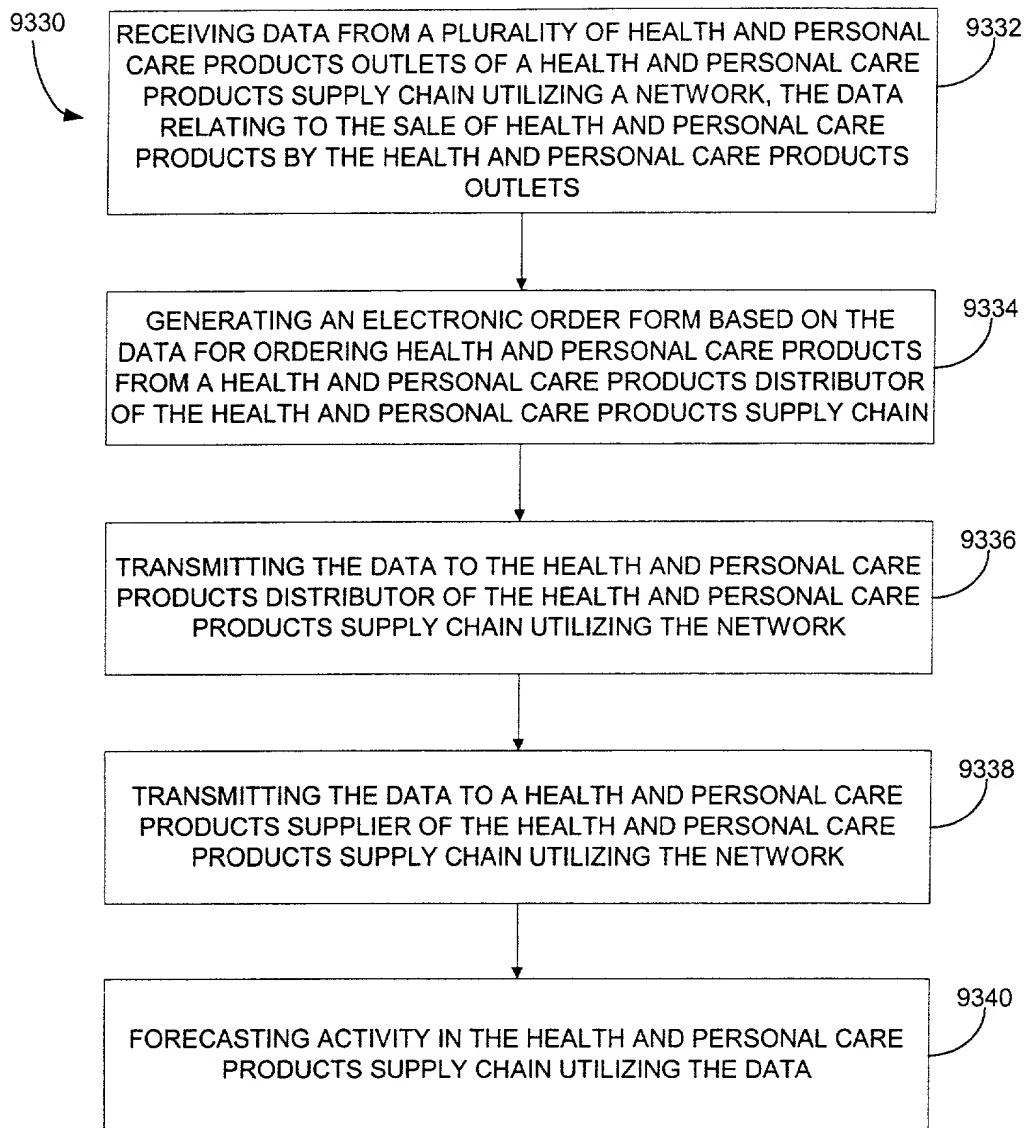 9330
9332
RECEIVING DATA FROM A PLURALITY OF HEALTH AND PERSONAL
CARE PRODUCTS OUTLETS OF A HEALTH AND PERSONAL CARE
PRODUCTS SUPPLY CHAIN UTILIZING A NETWORK, THE DATA
RELATING TO THE SALE OF HEALTH AND PERSONAL CARE
PRODUCTS BY THE HEALTH AND PERSONAL CARE PRODUCTS
OUTLETS
9334
GENERATING AN ELECTRONIC ORDER FORM BASED ON THE
DATA FOR ORDERING HEALTH AND PERSONAL CARE PRODUCTS
FROM A HEALTH AND PERSONAL CARE PRODUCTS DISTRIBUTOR
OF THE HEALTH AND PERSONAL CARE PRODUCTS SUPPLY CHAIN
9336
TRANSMITTING THE DATA TO THE HEALTH AND PERSONAL CARE
PRODUCTS DISTRIBUTOR OF THE HEALTH AND PERSONAL CARE
PRODUCTS SUPPLY CHAIN UTILIZING THE NETWORK
9338
TRANSMITTING THE DATA TO A HEALTH AND PERSONAL CARE
PRODUCTS SUPPLIER OF THE HEALTH AND PERSONAL CARE
PRODUCTS SUPPLY CHAIN UTILIZING THE NETWORK
9340
FORECASTING ACTIVITY IN THE HEALTH AND PERSONAL CARE
PRODUCTS SUPPLY CHAIN UTILIZING THE DATA